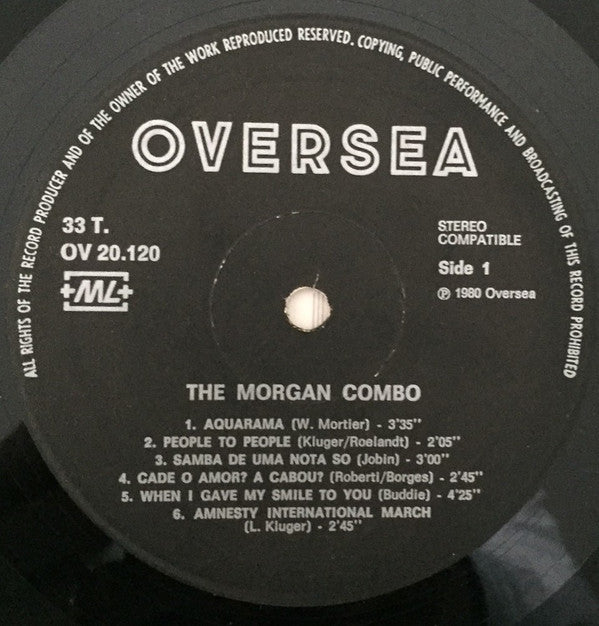 ALL RIGHTS OF THE RECORD PRODUCER AND OF THE OWNER OF THE WORK REPRODUCED RESERVED. COPYING, PUBLIC PERFORMANCE AND BROADCASTING OF THIS RECORD PROHIBITED
OVERSEA
33 T.
OV 20.120
+ML+
STEREO
COMPATIBLE
Side 1
℗ 1980 Oversea
THE MORGAN COMBO
1. AQUARAMA (W. Mortier) - 3'35"
2. PEOPLE TO PEOPLE (Kluger/Roelandt) - 2'05"
3. SAMBA DE UMA NOTA SO (Jobin) - 3'00"
4. CADE O AMOR? A CABOU? (Roberti/Borges) - 2'45"
5. WHEN I GAVE MY SMILE TO YOU (Buddie) - 4'25"
6. AMNESTY INTERNATIONAL MARCH
(L. Kluger) - 2'45"